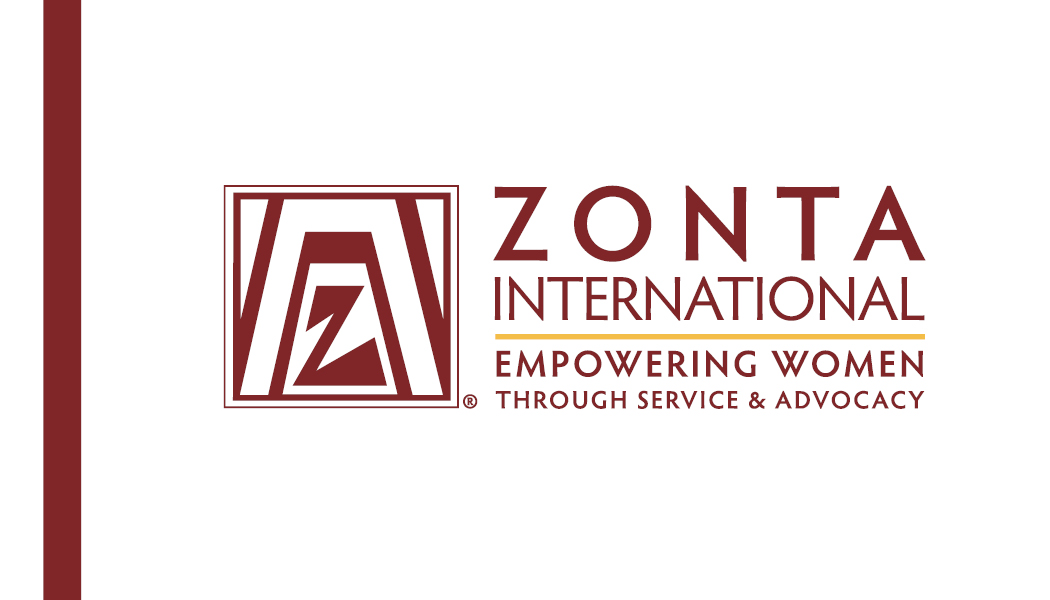 ZONTA
INTERNATIONAL
EMPOWERING WOMEN
THROUGH SERVICE & ADVOCACY
Z
®